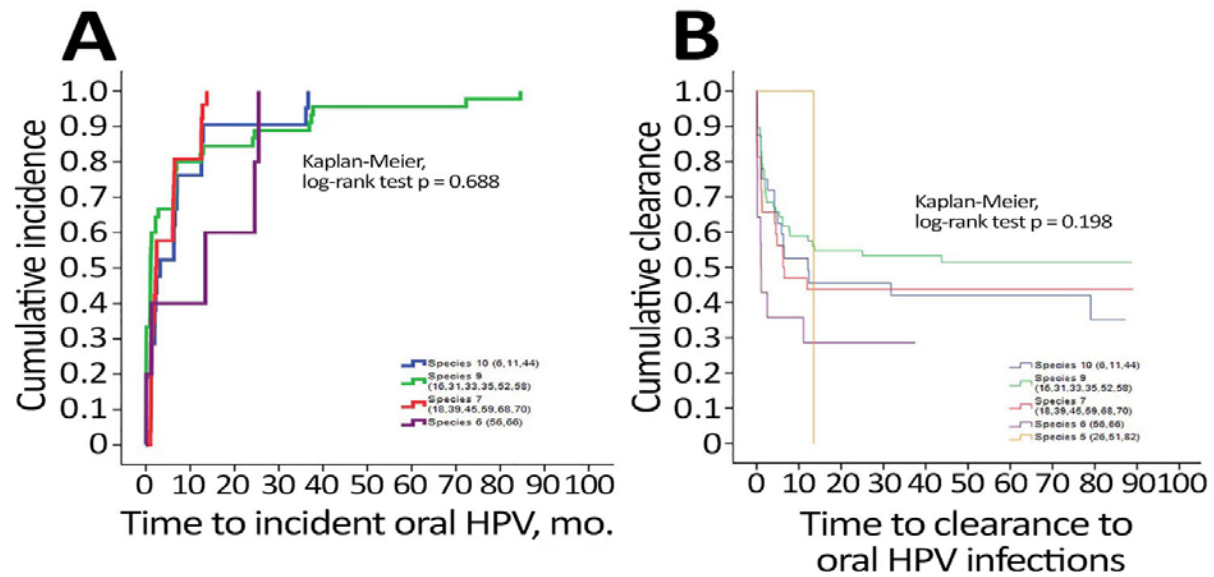 A
Cumulative incidence
1.0
0.9
0.8
0.7
0.6
0.5
0.4
0.3
0.2
0.1
0
Kaplan-Meier,
log-rank test p = 0.688
Species 10 (6,11,44)
Species 9
(16,31,33,35,52,58)
Species 7
(18,39,45,59,68,70)
Species 6 (56,66)
0 10 20 30 40 50 60 70 80 90 100
Time to incident oral HPV, mo.
B
Cumulative clearance
1.0
0.9
0.8
0.7
0.6
0.5
0.4
0.3
0.2
0.1
0
Kaplan-Meier,
log-rank test p = 0.198
Species 10 (6,11,44)
Species 9
(16,31,33,35,52,58)
Species 7
(18,39,45,59,68,70)
Species 6 (56,66)
Species 5 (26,51,82)
0 10 20 30 40 50 60 70 80 90 100
Time to clearance to
oral HPV infections